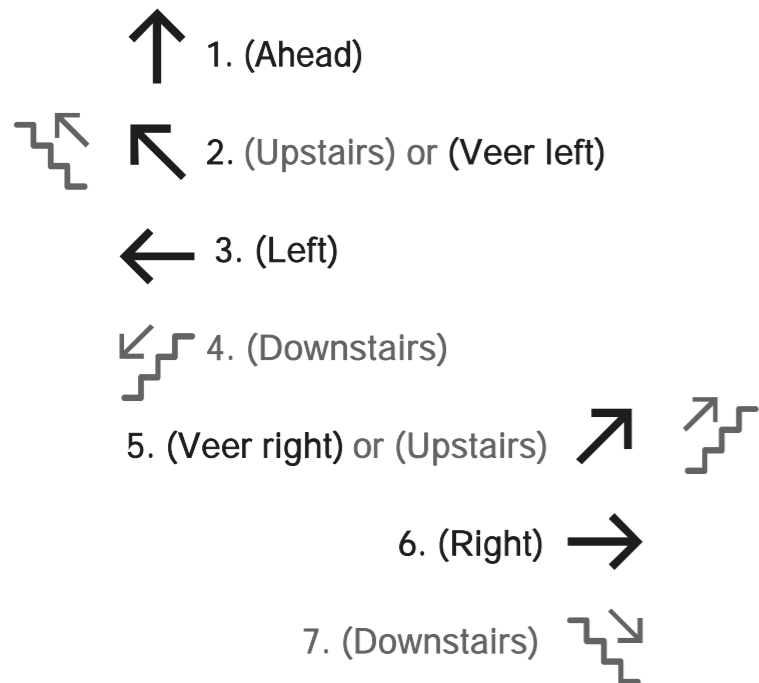 1. (Ahead)
2. (Upstairs) or (Veer left)
3. (Left)
4. (Downstairs)
5. (Veer right) or (Upstairs)
6. (Right)
7. (Downstairs)